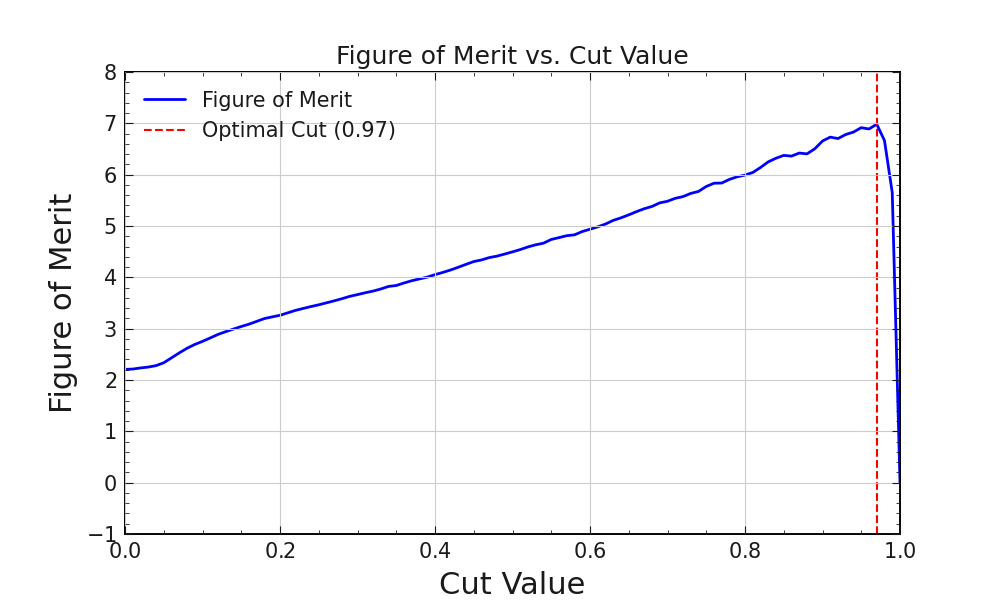 Figure of Merit vs. Cut Value
8
7
6
5
4
3
2
1
0
−1
Figure of Merit
Figure of Merit
Optimal Cut (0.97)
0.0 0.2 0.4 0.6 0.8 1.0
Cut Value